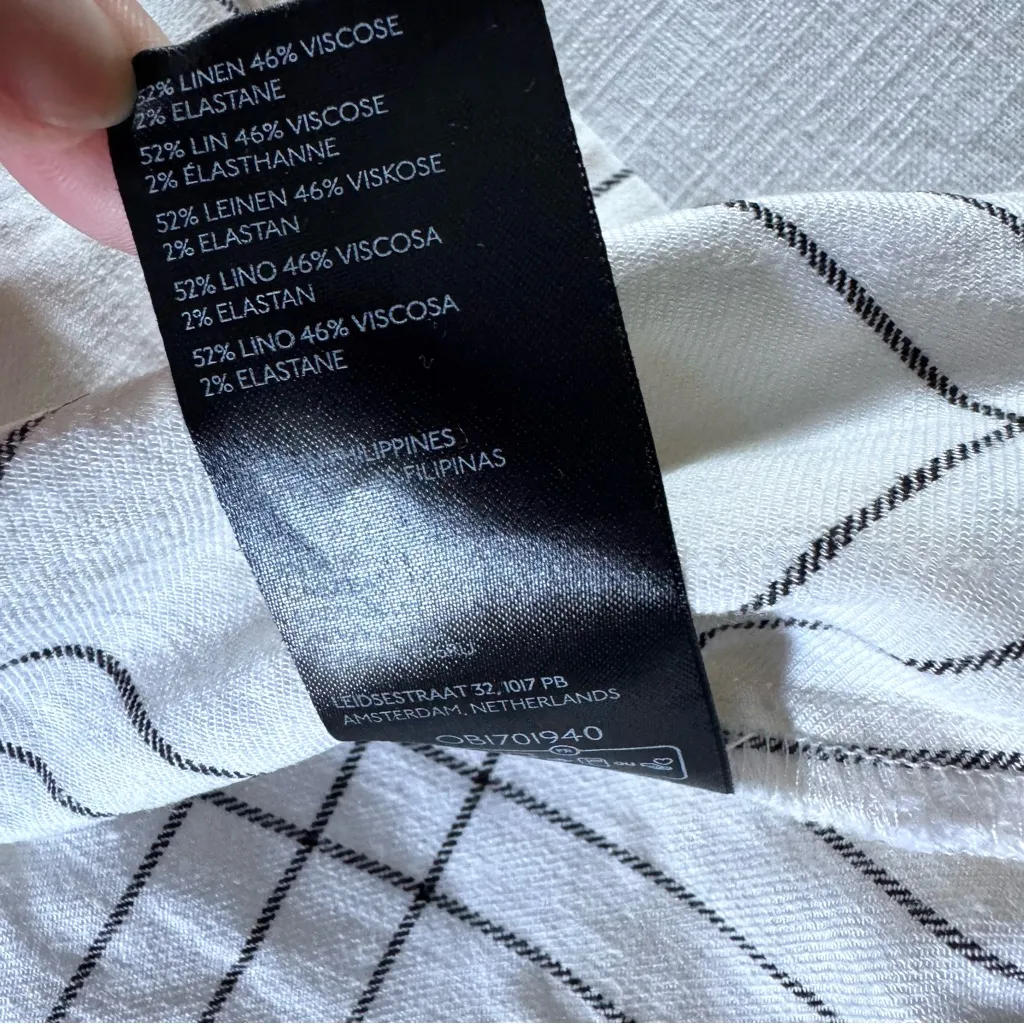 52% LINEN 46% VISCOSE
2% ELASTANE
52% LIN 46% VISCOSE
2% ÉLASTHANNE
52% LEINEN 46% VISKOSE
2% ELASTAN
52% LINO 46% VISCOSA
2% ELASTAN
52% LINO 46% VISCOSA
2% ELASTANE
PHILIPPINES
FILIPINAS
LEIDSESTRAAT 32, 1017 PB
AMSTERDAM, NETHERLANDS
OB1701940
FR
OU